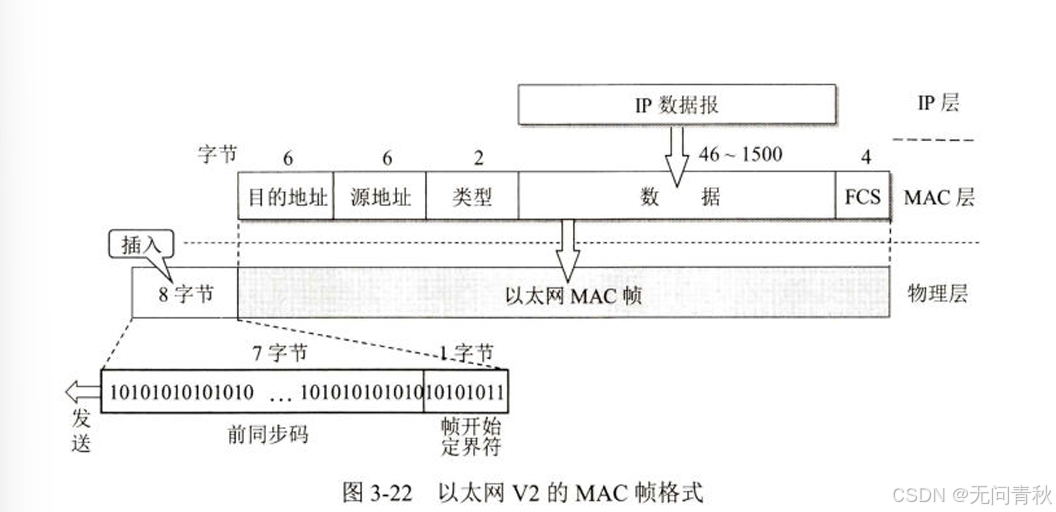 IP 数据报
IP 层
字节 6 6 2 46 ~ 1500 4
目的地址 源地址 类型 数 据 FCS MAC 层
插入
8 字节 以太网 MAC 帧 物理层
7 字节 1 字节
10101010101010 … 101010101010 10101011
发送 前同步码 帧开始定界符
图 3-22 以太网 V2 的 MAC 帧格式
CSDN @无问青秋